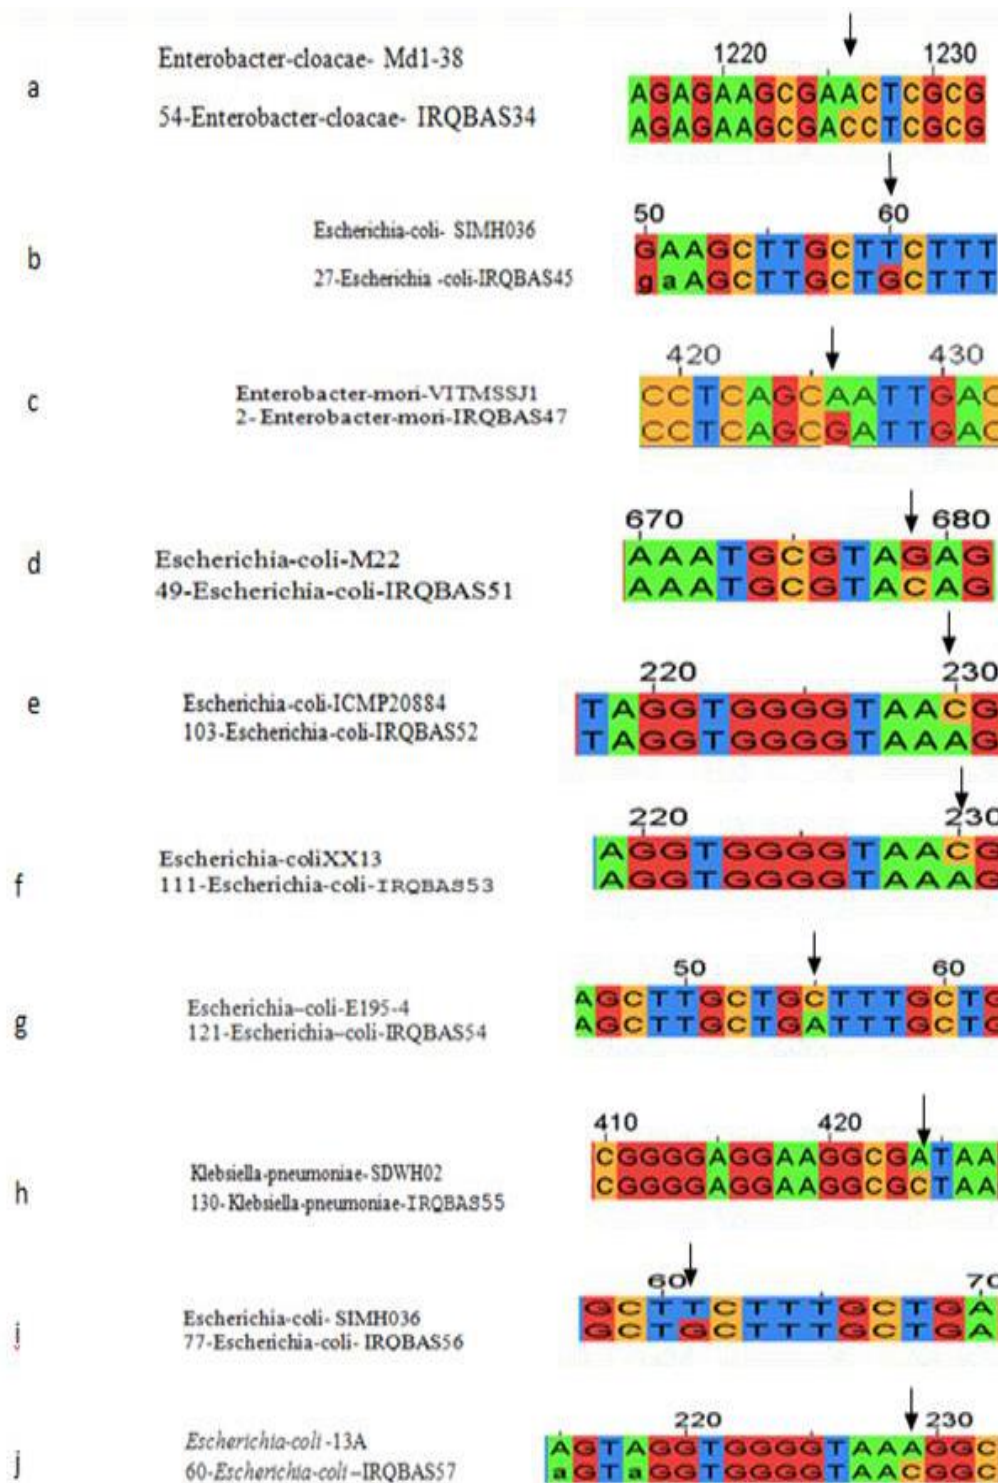 1220 1230
a
Enterobacter-cloacae- Md1-38 AGAGAAGCGAACTCGCG
54-Enterobacter-cloacae- IRQBAS34 AGAGAAGCGACCTCGCG
50 60
b
Escherichia-coli- SIMH036 GAAGCTTGCTTCTTT
27-Escherichia -coli-IRQBAS45 gaAGCTTGCTGCTTT
420 430
c
Enterobacter-mori-VITMSSJ1 CCTCAGCAATTGAC
2- Enterobacter-mori-IRQBAS47 CCTCAGCGATTGAC
670 680
d
Escherichia-coli-M22 AAATGCGTAGAG
49-Escherichia-coli-IRQBAS51 AAATGCGTACAG
220 230
e
Escherichia-coli-ICMP20884 TAGGTGGGGTAACG
103-Escherichia-coli-IRQBAS52 TAGGTGGGGTAAAG
220 230
f
Escherichia-coliXX13 AGGTGGGGTAACG
111-Escherichia-coli-IRQBAS53 AGGTGGGGTAAAG
50 60
g
Escherichia–coli-E195-4 AGCTTGCTGCTTTGCTG
121-Escherichia–coli-IRQBAS54 AGCTTGCTGATTTGCTG
410 420
h
Klebsiella-pneumoniae-SDWH02 CGGGGAGGAAGGCGATAA
130-Klebsiella-pneumoniae-IRQBAS55 CGGGGAGGAAGGCGCTAA
60 70
i
Escherichia-coli- SIMH036 GCTTCTTTGCTGA
77-Escherichia-coli- IRQBAS56 GCTGCTTTGCTGA
220 230
j
Escherichia-coli -13A AGTAGGTGGGGTAAAGGC
60-Escherichia-coli –IRQBAS57 aGTaGGTGGGGTAACGGC